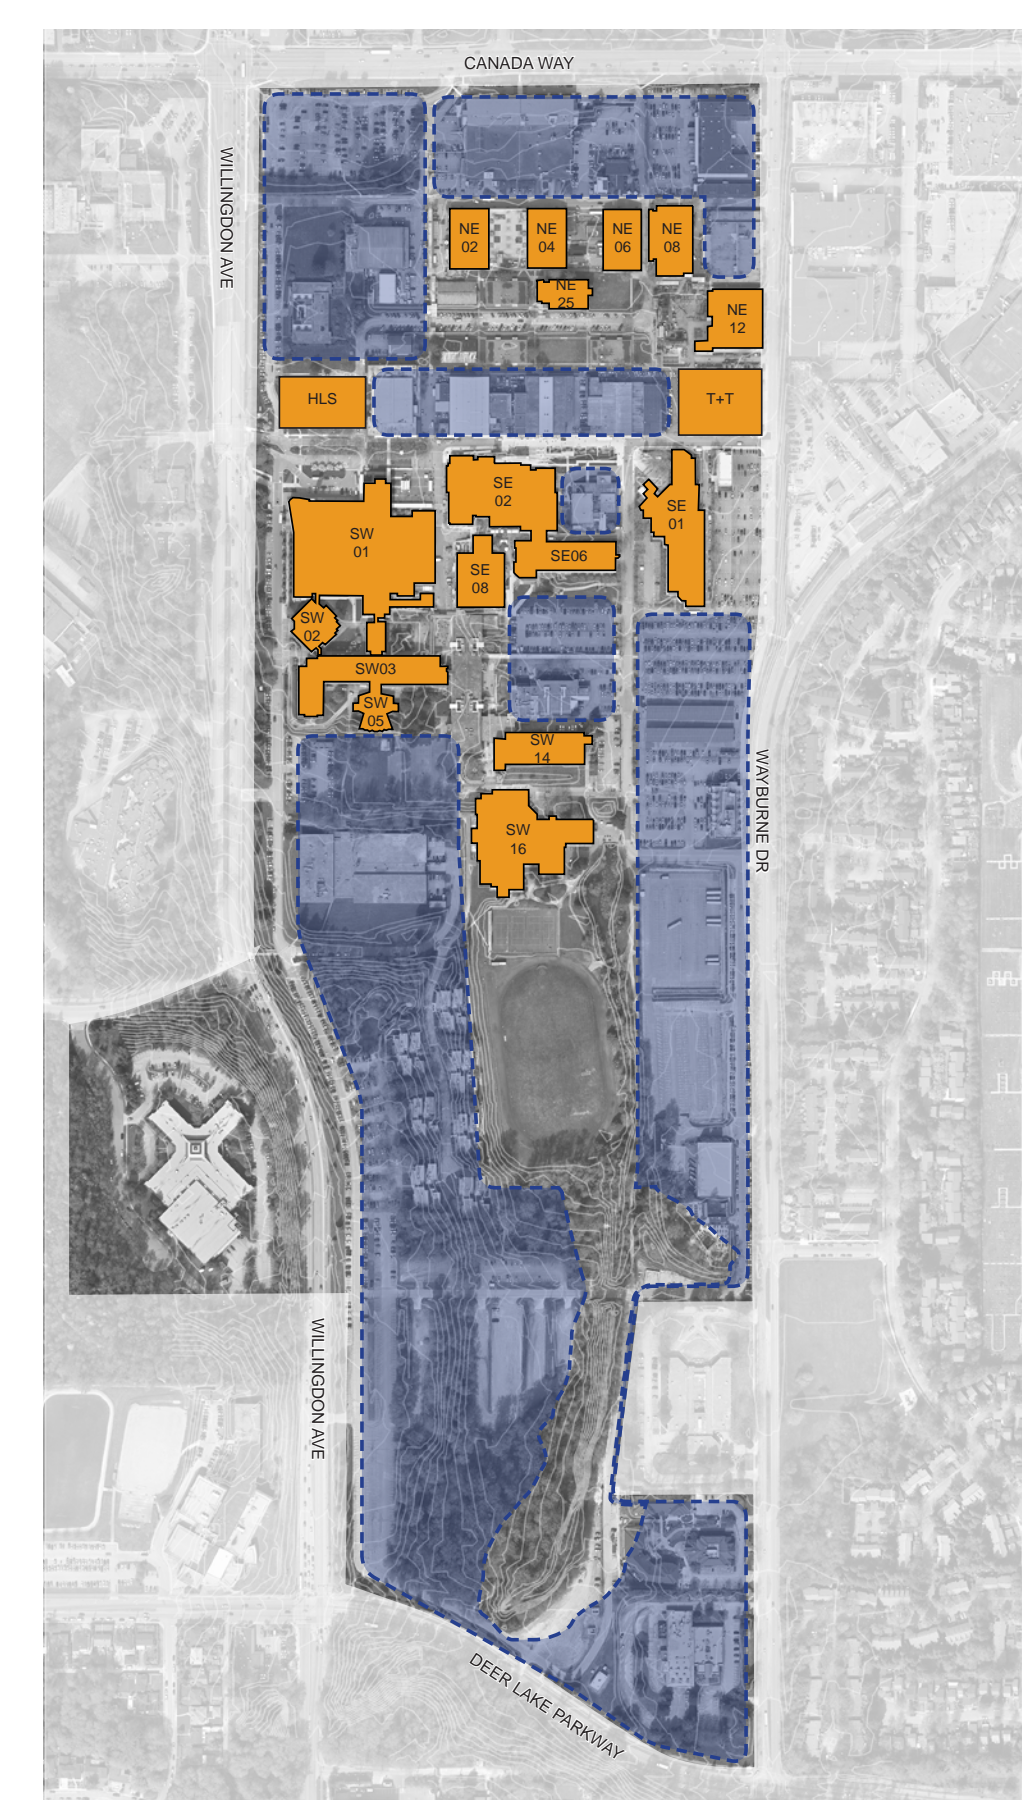 CANADA WAY
WILLINGDON AVE
NE
02
NE
04
NE
06
NE
08
NE
25
NE
12
HLS
T+T
SE
02
SE
01
SW
01
SE06
SE
08
SW
02
SW03
SW
05
SW
14
WAYBURNE DR
SW
16
WILLINGDON AVE
DEER LAKE PARKWAY